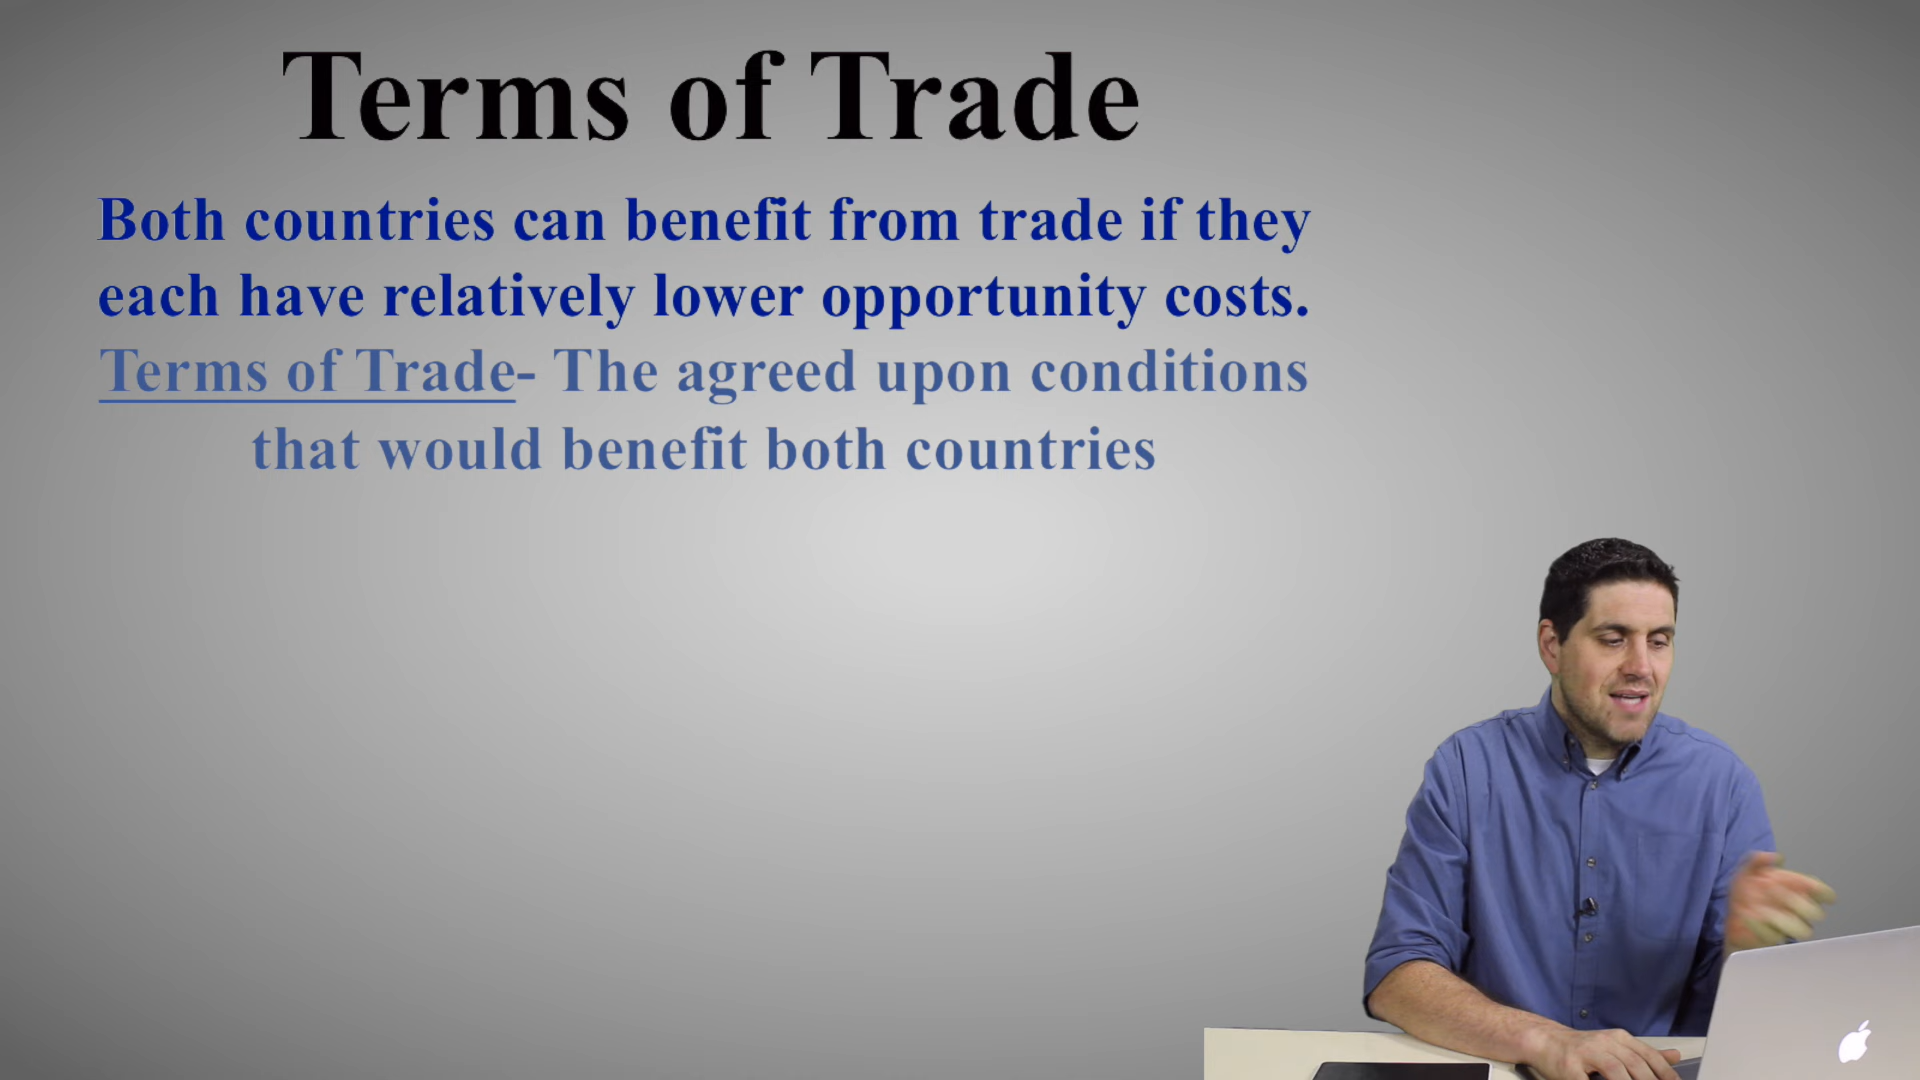 Terms of Trade
Both countries can benefit from trade if they
each have relatively lower opportunity costs.
Terms of Trade- The agreed upon conditions
that would benefit both countries